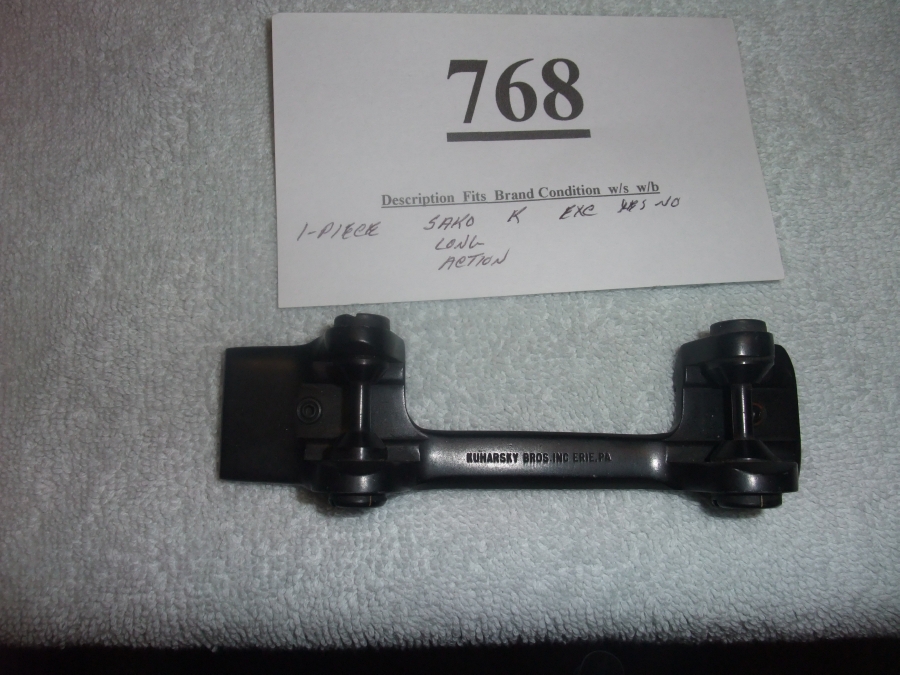 768
Description Fits Brand Condition w/s w/b
1-PIECE SAKO K EXC YES NO
LONG
ACTION
KUHARSKY BROS. INC ERIE, PA